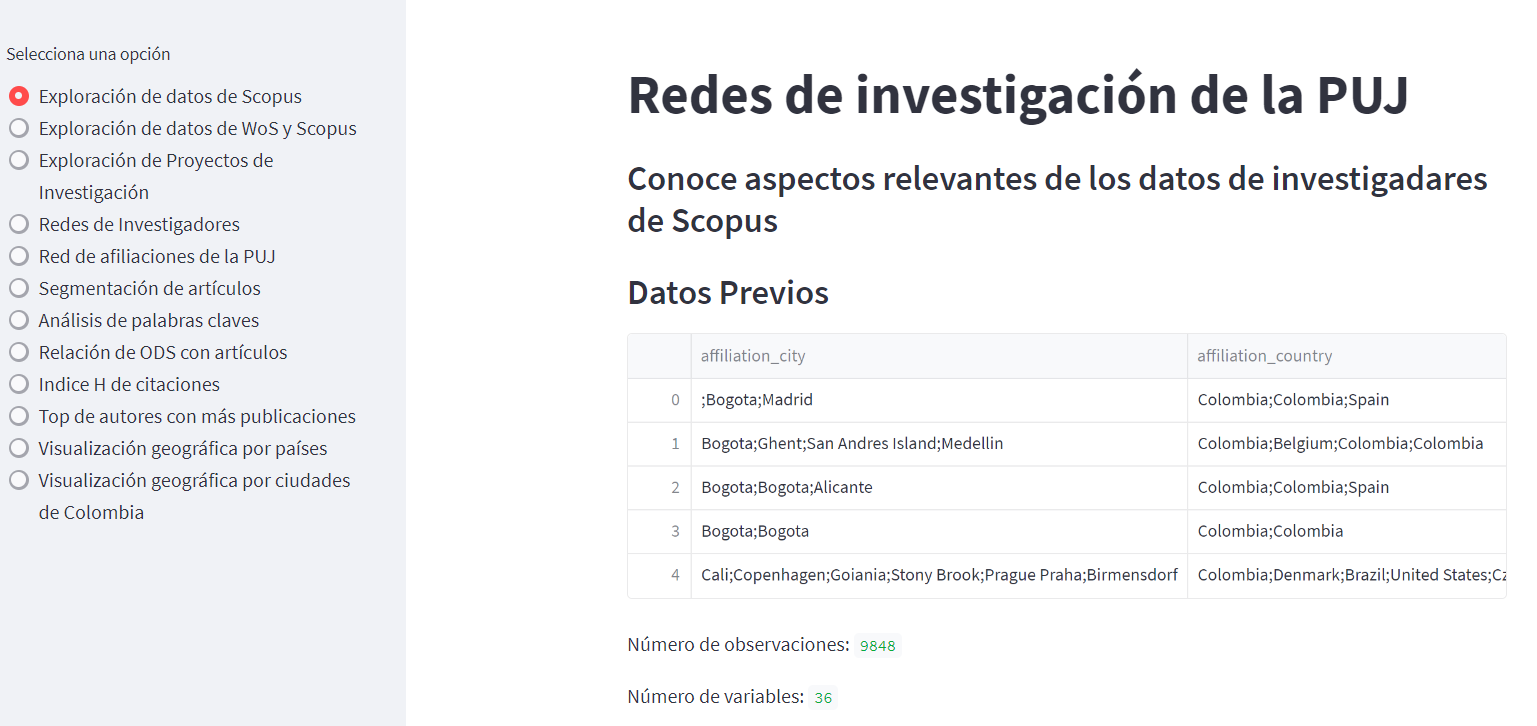 Selecciona una opción
Exploración de datos de Scopus
Exploración de datos de WoS y Scopus
Exploración de Proyectos de
Investigación
Redes de Investigadores
Red de afiliaciones de la PUJ
Segmentación de artículos
Análisis de palabras claves
Relación de ODS con artículos
Indice H de citaciones
Top de autores con más publicaciones
Visualización geográfica por países
Visualización geográfica por ciudades
de Colombia
Redes de investigación de la PUJ
Conoce aspectos relevantes de los datos de investigadares
de Scopus
Datos Previos
affiliation_city affiliation_country
0 ;Bogota;Madrid Colombia;Colombia;Spain
1 Bogota;Ghent;San Andres Island;Medellin Colombia;Belgium;Colombia;Colombia
2 Bogota;Bogota;Alicante Colombia;Colombia;Spain
3 Bogota;Bogota Colombia;Colombia
4 Cali;Copenhagen;Goiania;Stony Brook;Prague Praha;Birmensdorf Colombia;Denmark;Brazil;United States;Cz
Número de observaciones: 9848
Número de variables: 36